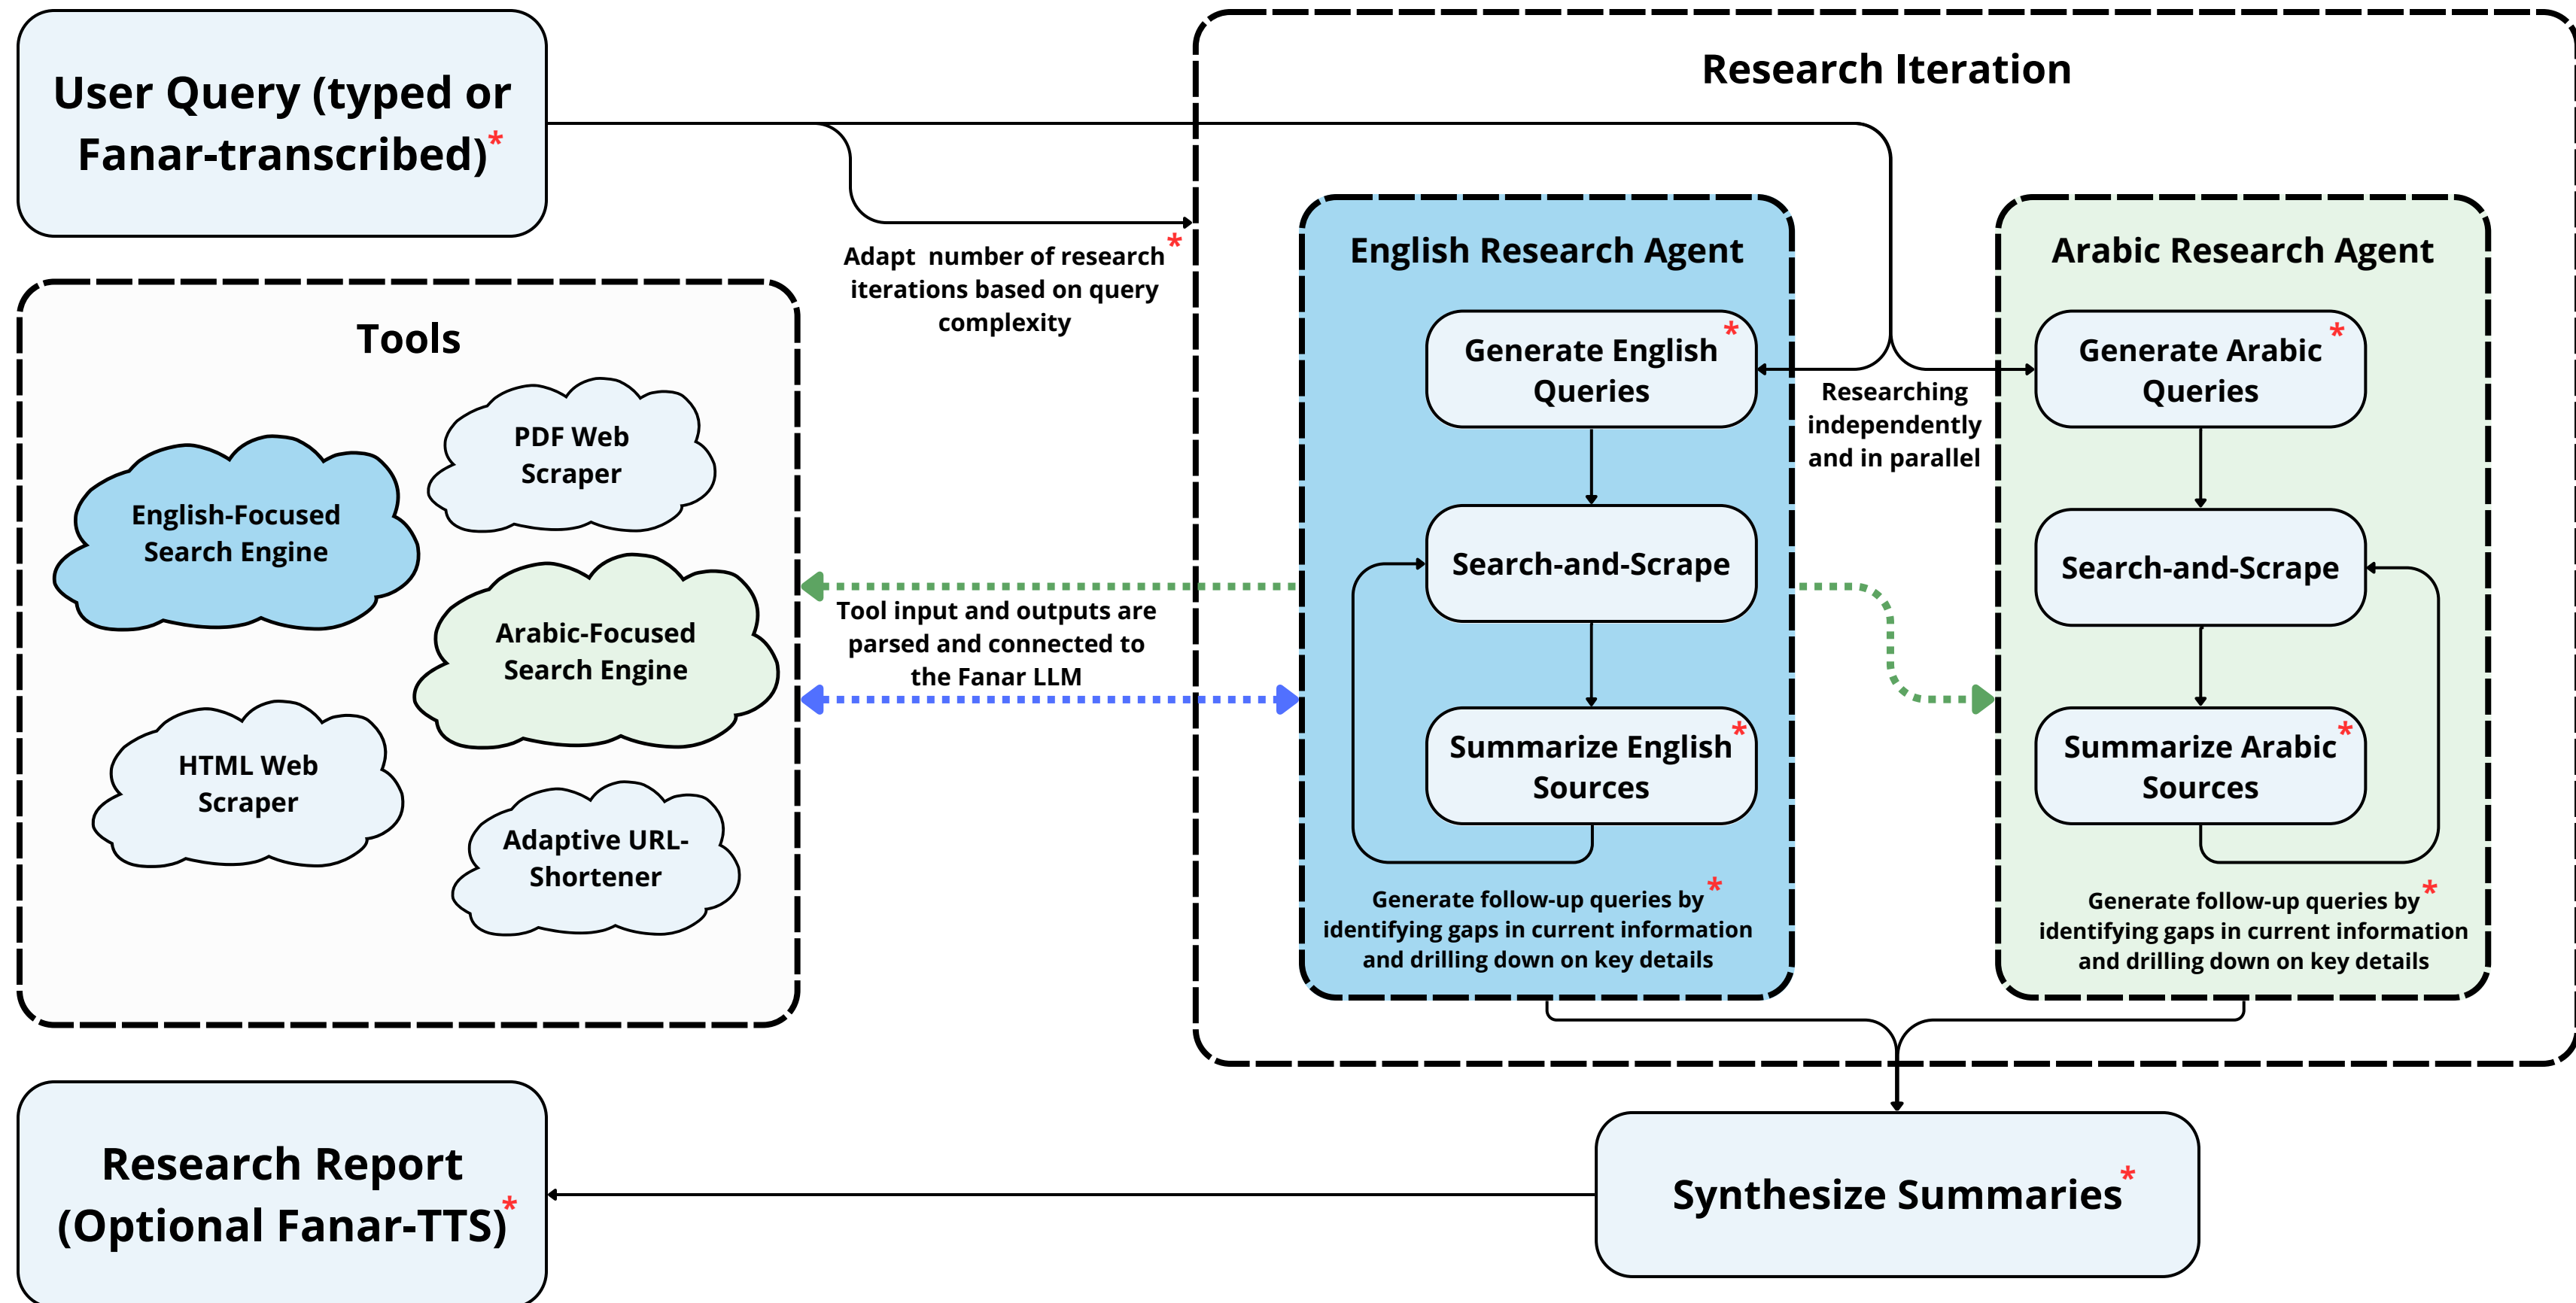 User Query (typed or
Fanar-transcribed)*
Research Iteration
Adapt number of research*
iterations based on query
complexity
Tools
PDF Web
Scraper
English-Focused
Search Engine
Arabic-Focused
Search Engine
HTML Web
Scraper
Adaptive URL-
Shortener
Tool input and outputs are
parsed and connected to
the Fanar LLM
English Research Agent
Generate English*
Queries
Search-and-Scrape
Summarize English*
Sources
Generate follow-up queries by*
identifying gaps in current information
and drilling down on key details
Researching
independently
and in parallel
Arabic Research Agent
Generate Arabic*
Queries
Search-and-Scrape
Summarize Arabic*
Sources
Generate follow-up queries by*
identifying gaps in current information
and drilling down on key details
Synthesize Summaries*
Research Report
(Optional Fanar-TTS)*